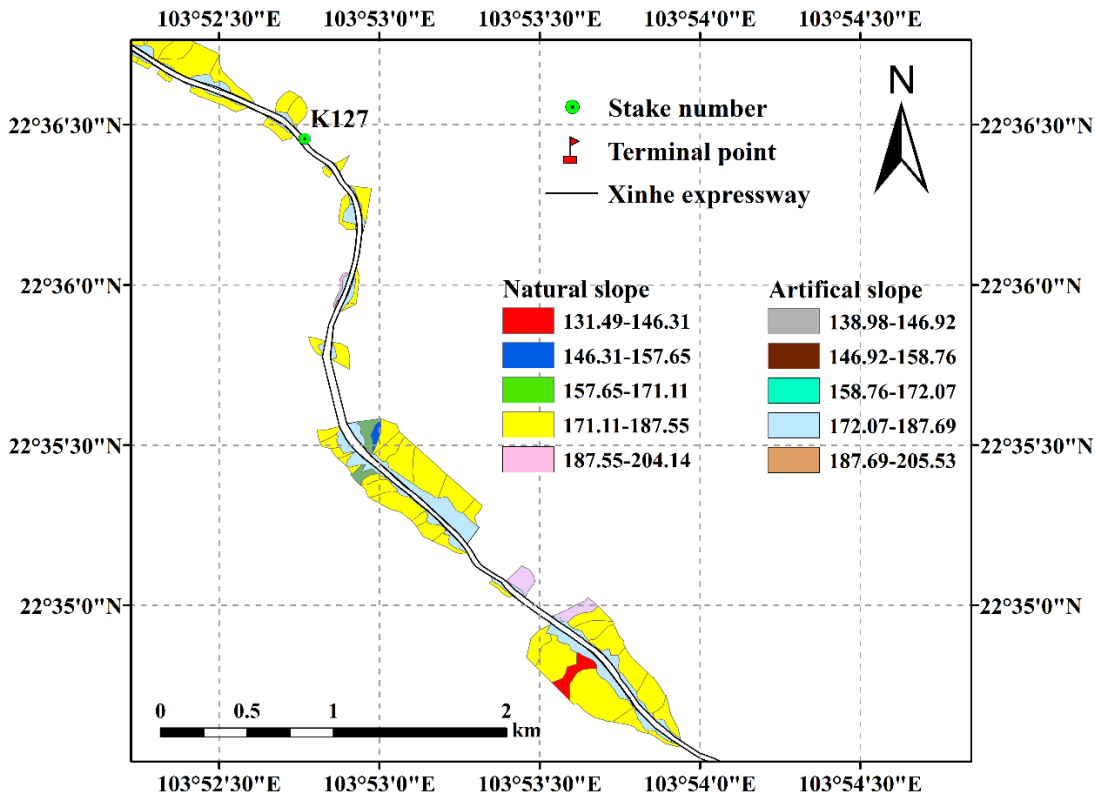 103°52'30"E 103°53'0"E 103°53'30"E 103°54'0"E 103°54'30"E
N
Stake number
K127
22°36'30"N 22°36'30"N
Terminal point
Xinhe expressway
22°36'0"N 22°36'0"N
Natural slope Artifical slope
131.49-146.31 138.98-146.92
146.31-157.65 146.92-158.76
157.65-171.11 158.76-172.07
171.11-187.55 172.07-187.69
22°35'30"N 22°35'30"N
187.55-204.14 187.69-205.53
22°35'0"N 22°35'0"N
0 0.5 1 2
km
103°52'30"E 103°53'0"E 103°53'30"E 103°54'0"E 103°54'30"E